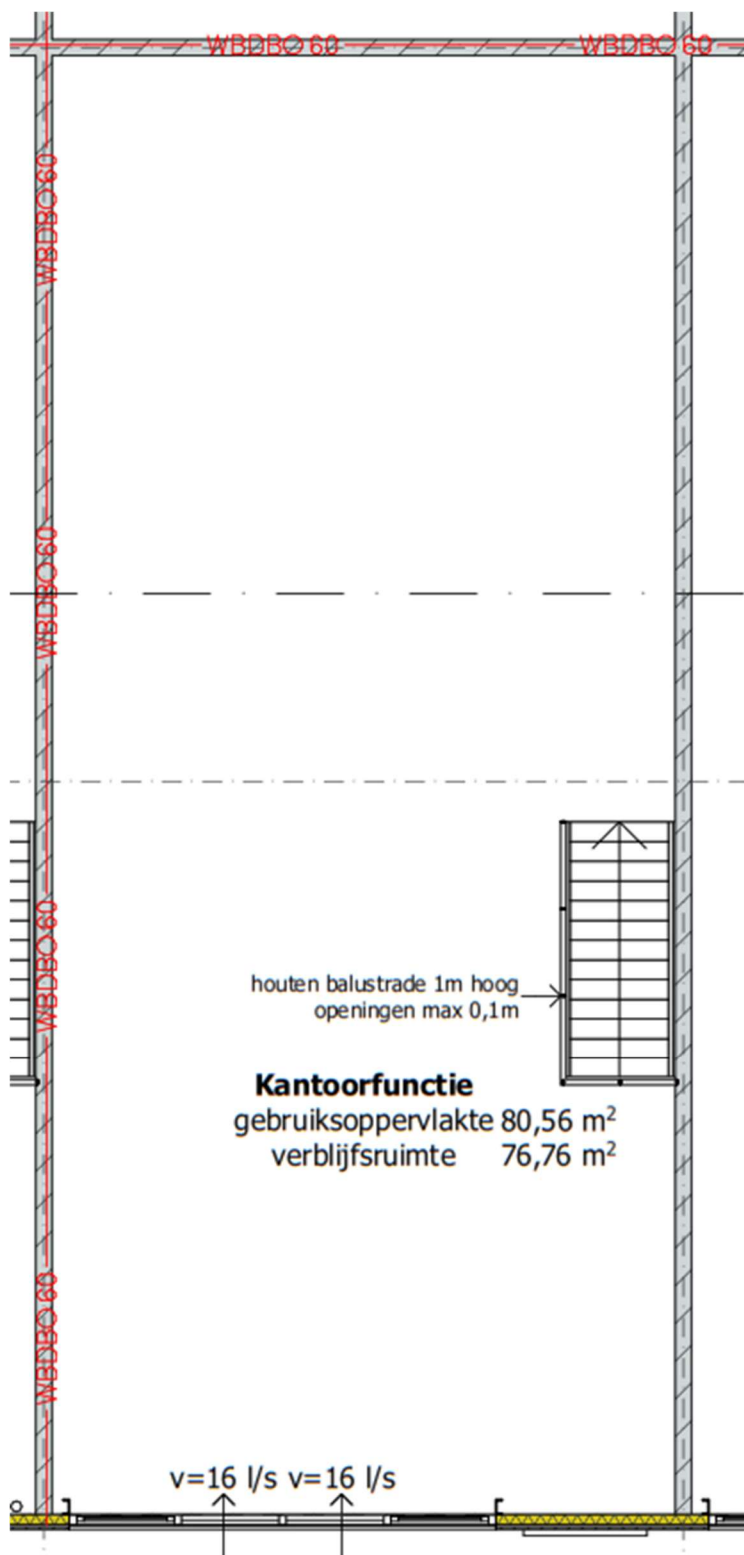 WBDBO 60
WBDBO 60
WBDBO 60
WBDBO 60
WBDBO 60
houten balustrade 1m hoog
openingen max 0,1m
Kantoorfunctie
gebruiksoppervlakte 80,56 m²
verblijfsruimte 76,76 m²
WBDBO 60
v=16 l/s v=16 l/s